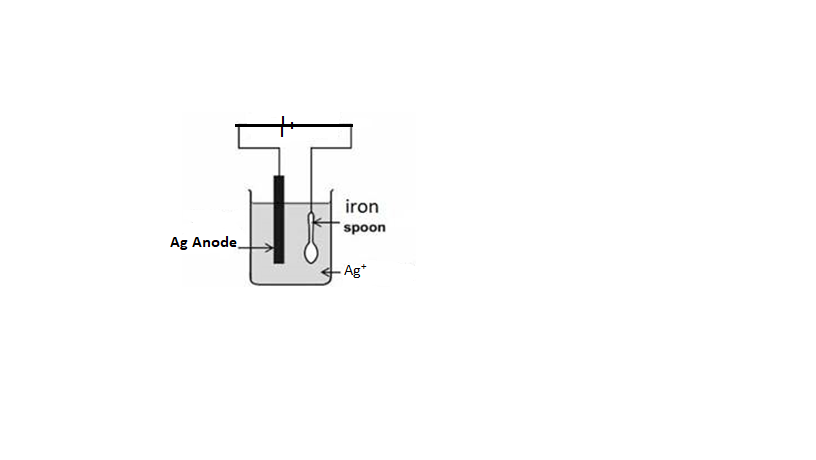 iron
spoon
Ag Anode
Ag⁺